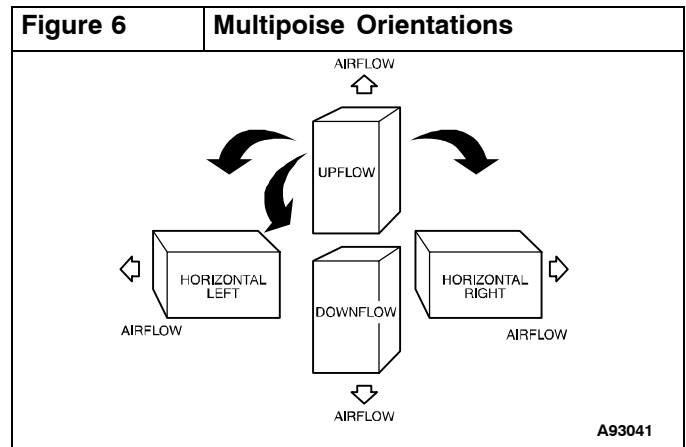 Figure 6 Multipoise Orientations
AIRFLOW
UPFLOW
HORIZONTAL
LEFT
AIRFLOW
DOWNFLOW
HORIZONTAL
RIGHT
AIRFLOW
AIRFLOW
A93041